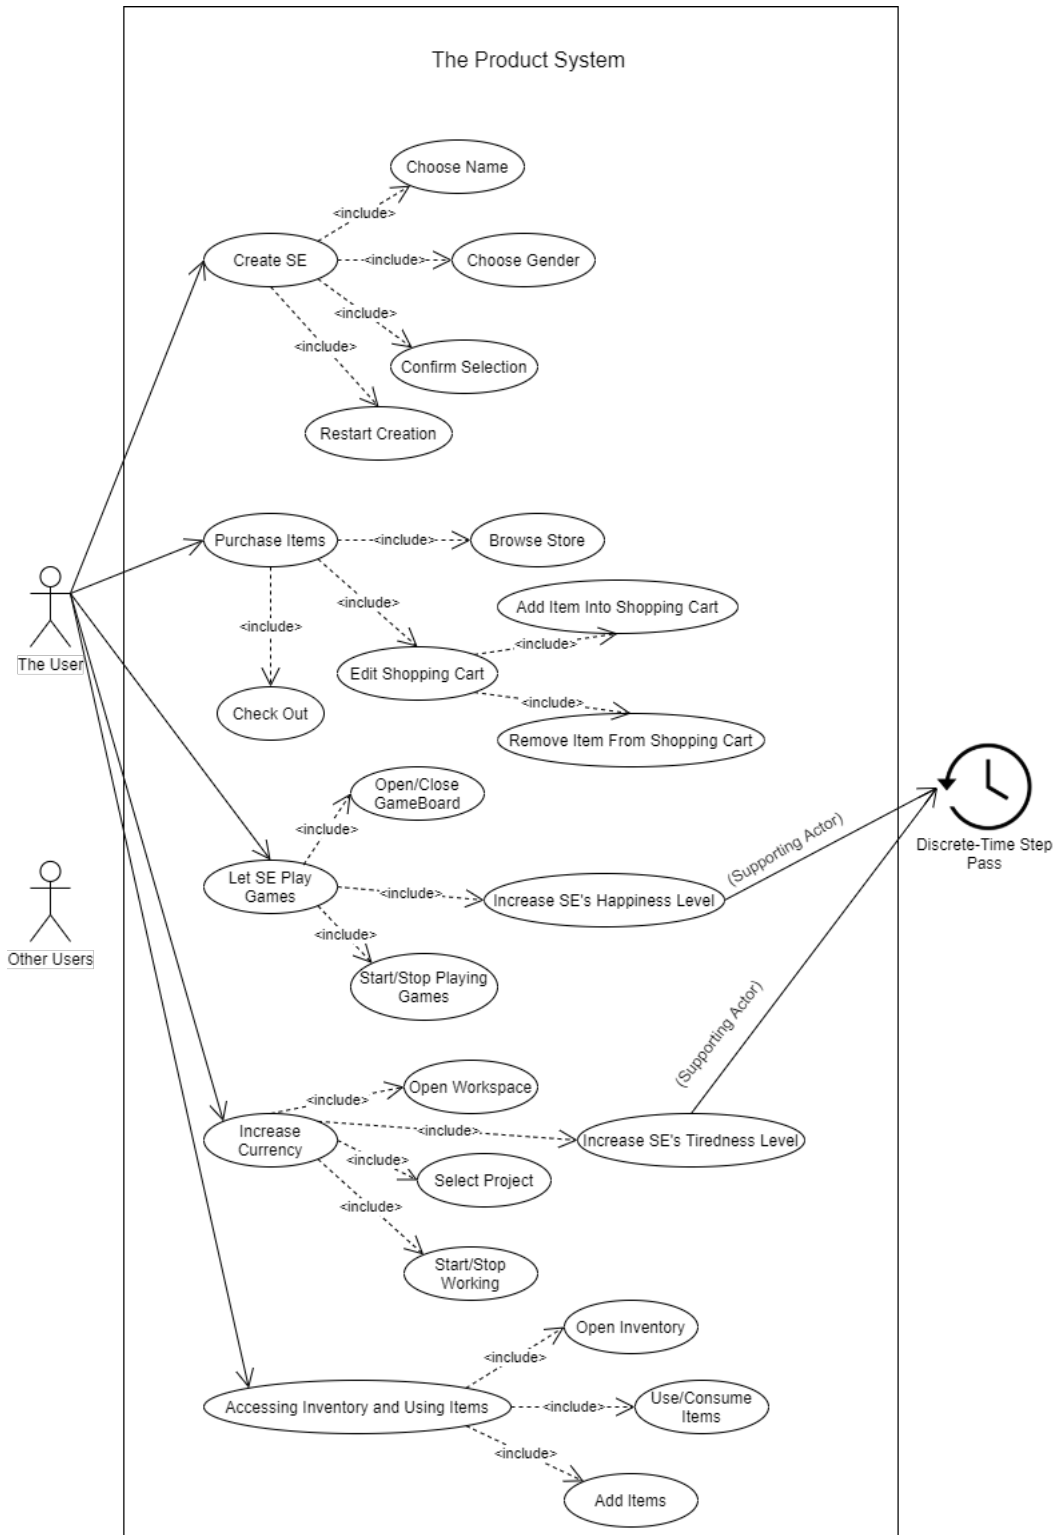 The Product System
Choose Name
<include>
Create SE
<include>
Choose Gender
<include>
<include>
Confirm Selection
Restart Creation
Purchase Items
<include>
Browse Store
<include>
Add Item Into Shopping Cart
<include>
<include>
The User
Edit Shopping Cart
<include>
Check Out
Remove Item From Shopping Cart
Open/Close
GameBoard
<include>
(Supporting Actor)
Discrete-Time Step
Pass
Let SE Play
Games
<include>
Increase SE's Happiness Level
<include>
Other Users
Start/Stop Playing
Games
(Supporting Actor)
Open Workspace
<include>
Increase
Currency
<include>
Increase SE's Tiredness Level
<include>
Select Project
<include>
Start/Stop
Working
Open Inventory
<include>
Accessing Inventory and Using Items
<include>
Use/Consume
Items
<include>
Add Items